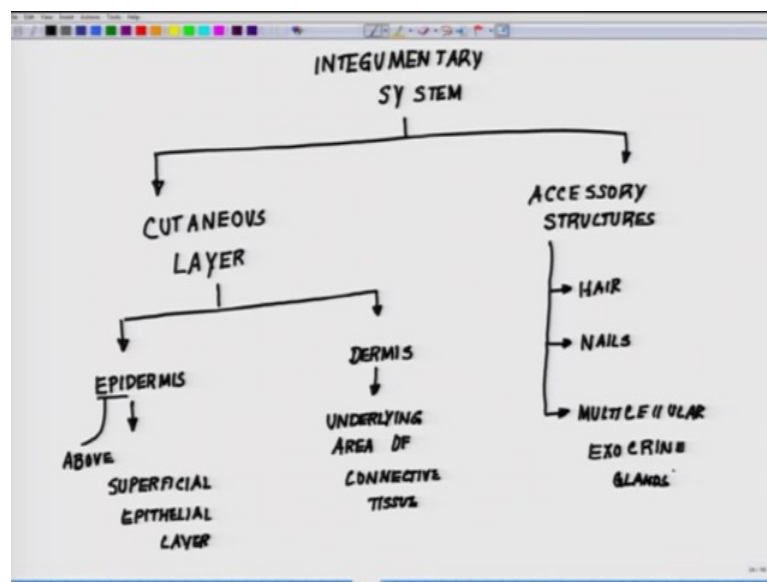 INTEGUMENTARY
SYSTEM
CUTANEOUS
LAYER
ACCESSORY
STRUCTURES
HAIR
NAILS
MULTICELLULAR
EXOCRINE
GLANDS
EPIDERMIS
ABOVE
SUPERFICIAL
EPITHELIAL
LAYER
DERMIS
UNDERLYING
AREA OF
CONNECTIVE
TISSUE